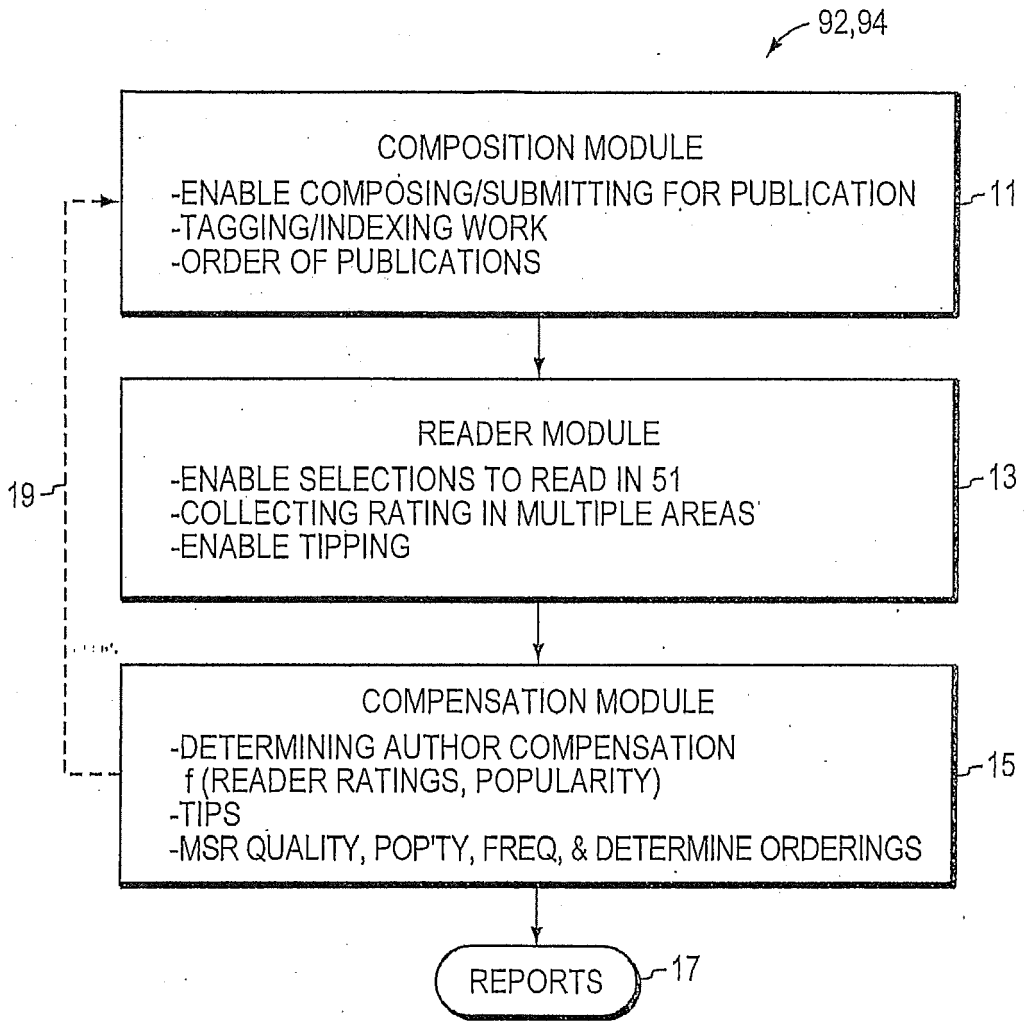 92,94
COMPOSITION MODULE
-ENABLE COMPOSING/SUBMITTING FOR PUBLICATION
-TAGGING/INDEXING WORK
-ORDER OF PUBLICATIONS
11
READER MODULE
-ENABLE SELECTIONS TO READ IN 51
-COLLECTING RATING IN MULTIPLE AREAS
-ENABLE TIPPING
13
19
COMPENSATION MODULE
-DETERMINING AUTHOR COMPENSATION
f (READER RATINGS, POPULARITY)
-TIPS
-MSR QUALITY, POP'TY, FREQ, & DETERMINE ORDERINGS
15
REPORTS
17